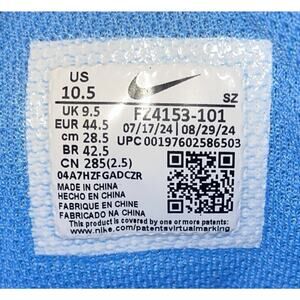 US
10.5
SZ
UK 9.5
FZ4153-101
EUR 44.5
07/17/24 08/29/24
cm 28.5
UPC 00197602586503
BR 42.5
CN 285(2.5)
04A7HZFGADCZR
MADE IN CHINA
HECHO EN CHINA
FABRIQUE EN CHINE
FABRICADO NA CHINA
This product is covered by one or more patents:
www.nike.com/patentsvirtualmarking